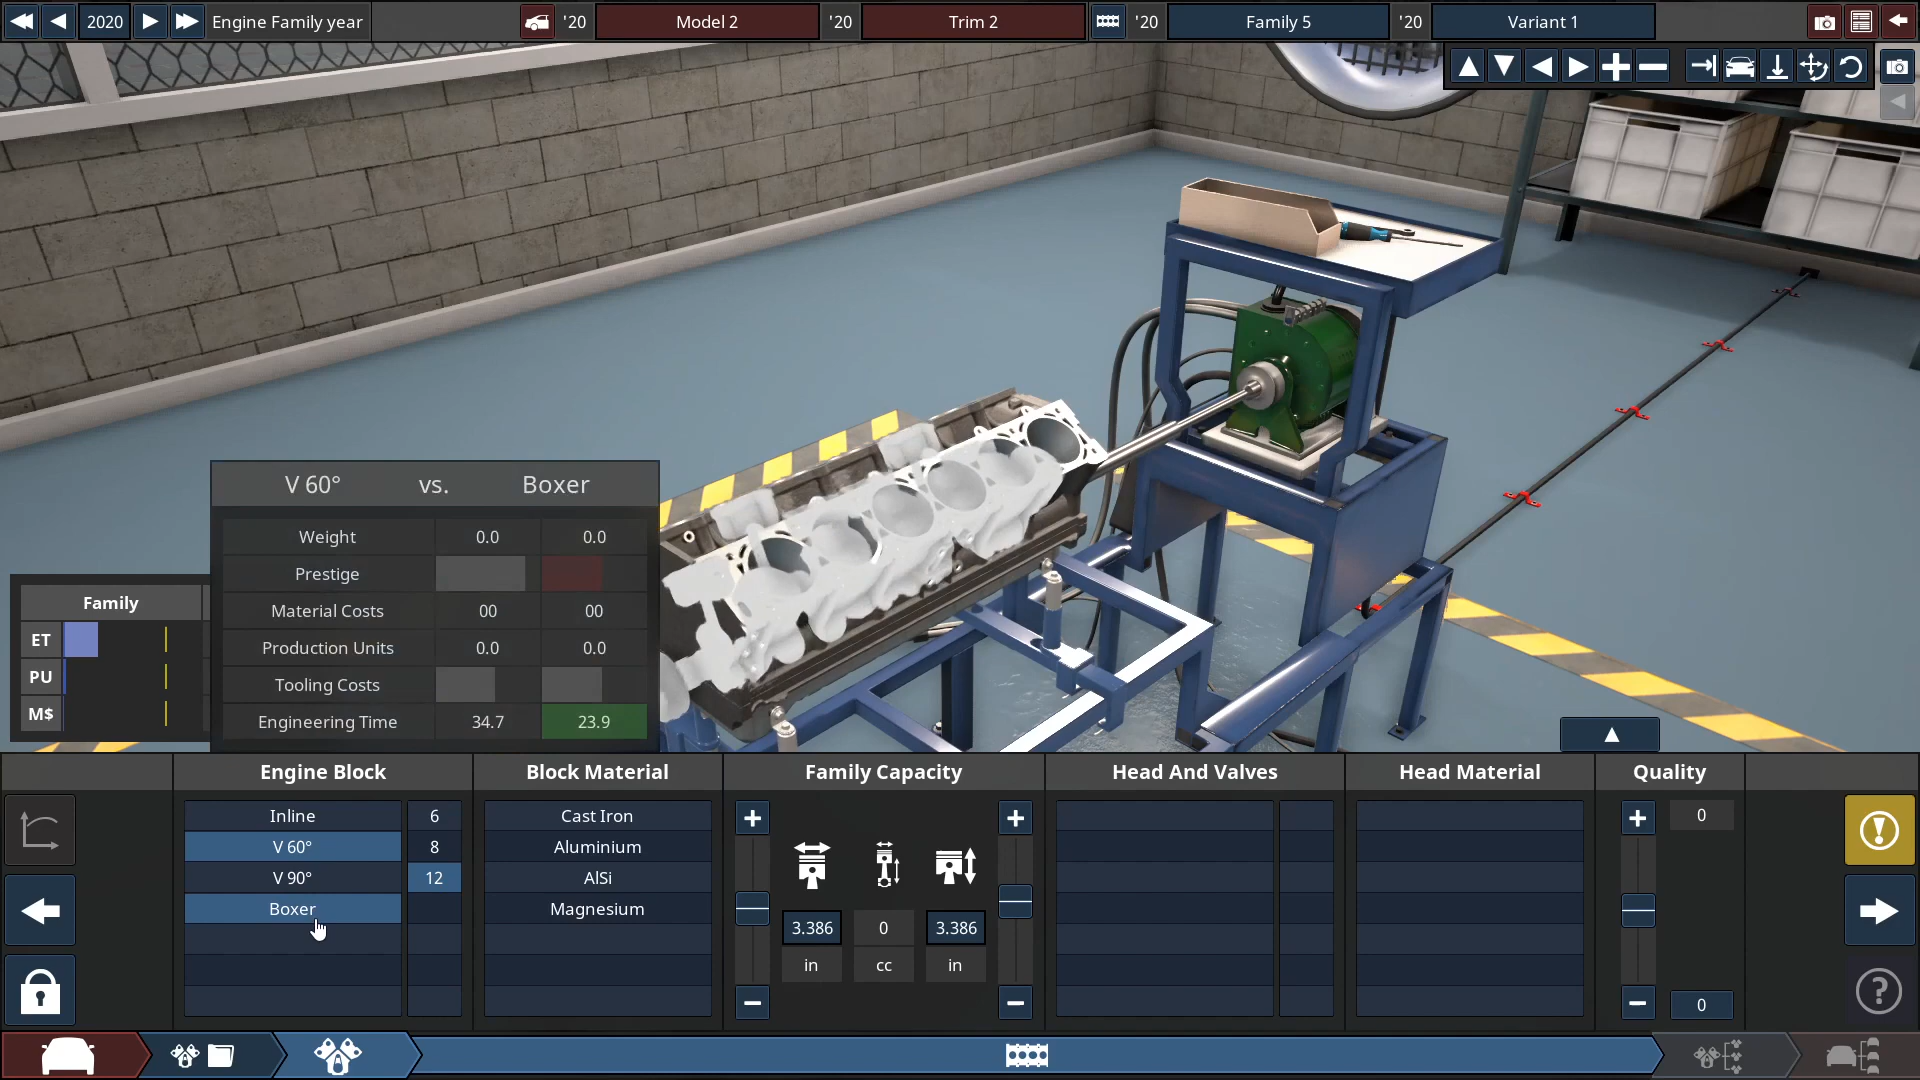 2020 Engine Family year '20 Model 2 '20 Trim 2 '20 Family 5 '20 Variant 1
V 60° vs. Boxer
Weight 0.0 0.0
Prestige
Material Costs 00 00
Production Units 0.0 0.0
Tooling Costs
Engineering Time 34.7 23.9
Family
ET
PU
M$
Engine Block Block Material Family Capacity Head And Valves Head Material Quality
Inline 6 Cast Iron 0
V 60° 8 Aluminium
V 90° 12 AlSi
Boxer Magnesium
3.386 0 3.386
in cc in
0